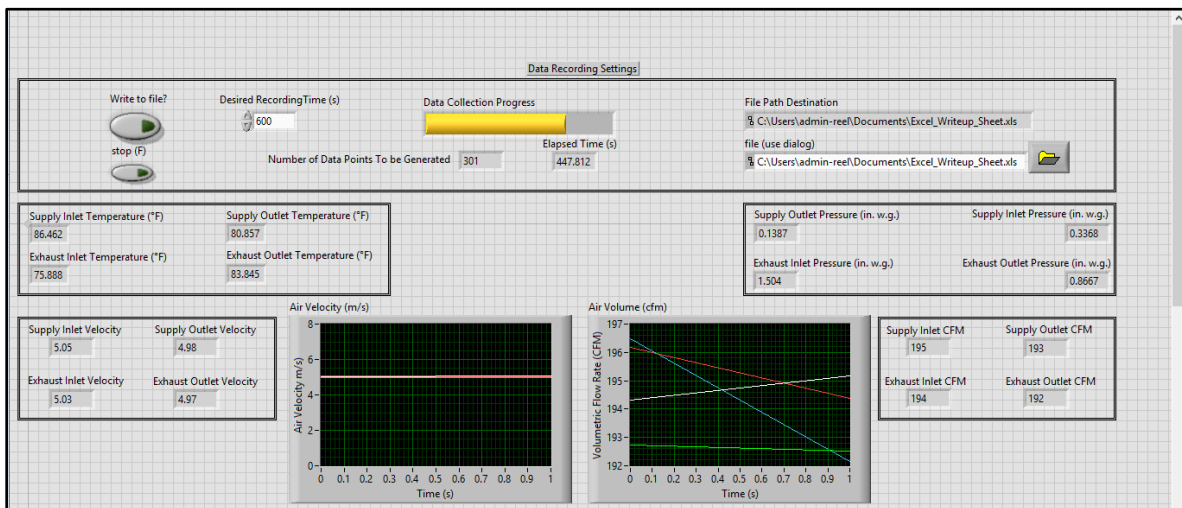 Data Recording Settings
Write to file?
Desired RecordingTime (s)
Data Collection Progress
File Path Destination
600
C:\Users\admin-reel\Documents\Excel_Writeup_Sheet.xls
stop (F)
Elapsed Time (s)
file (use dialog)
Number of Data Points To be Generated 301
447.812
C:\Users\admin-reel\Documents\Excel_Writeup_Sheet.xls
Supply Inlet Temperature (°F)
Supply Outlet Temperature (°F)
86.462
80.857
Exhaust Inlet Temperature (°F)
Exhaust Outlet Temperature (°F)
75.888
83.845
Supply Outlet Pressure (in. w.g.)
Supply Inlet Pressure (in. w.g.)
0.1387
0.3368
Exhaust Inlet Pressure (in. w.g.)
Exhaust Outlet Pressure (in. w.g.)
1.504
0.8667
Supply Inlet Velocity
Supply Outlet Velocity
5.05
4.98
Exhaust Inlet Velocity
Exhaust Outlet Velocity
5.03
4.97
Air Velocity (m/s)
Air Velocity m/s)
8
6
4
2
0
0 0.1 0.2 0.3 0.4 0.5 0.6 0.7 0.8 0.9 1
Time (s)
Air Volume (cfm)
Volumetric Flow Rate (CFM)
197
196
195
194
193
192
0 0.1 0.2 0.3 0.4 0.5 0.6 0.7 0.8 0.9 1
Time (s)
Supply Inlet CFM
Supply Outlet CFM
195
193
Exhaust Inlet CFM
Exhaust Outlet CFM
194
192